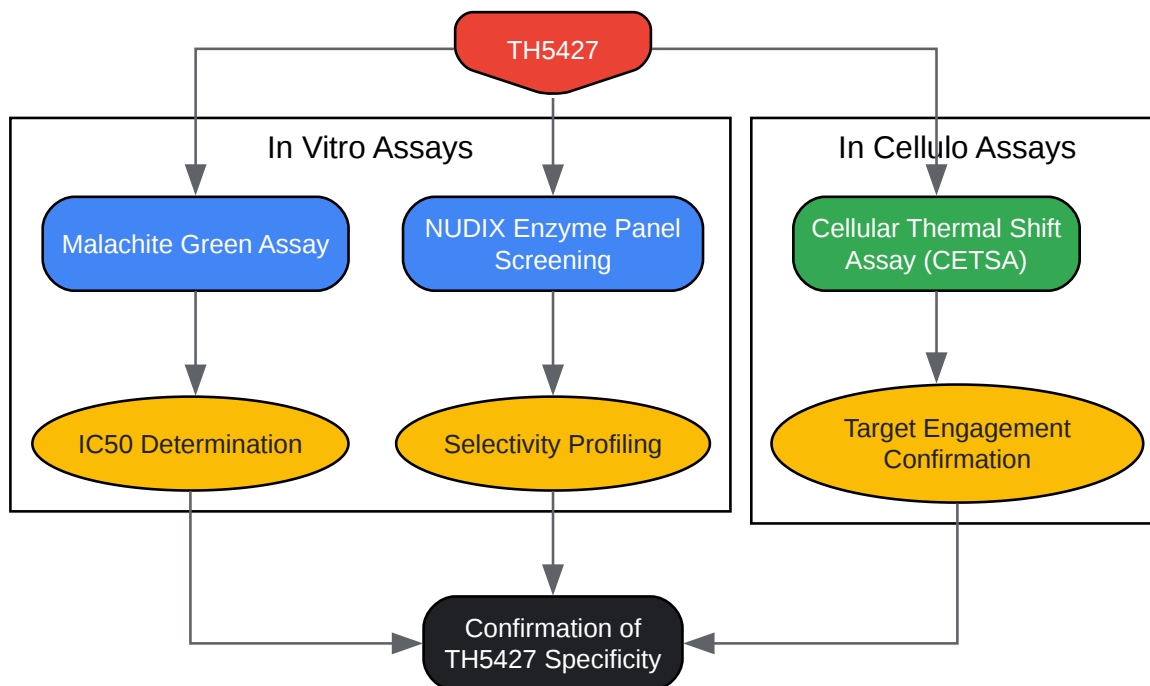 TH5427
In Vitro Assays
In Cellulo Assays
Malachite Green Assay
NUDIX Enzyme Panel
Screening
Cellular Thermal Shift
Assay (CETSA)
IC50 Determination
Selectivity Profiling
Target Engagement
Confirmation
Confirmation of
TH5427 Specificity